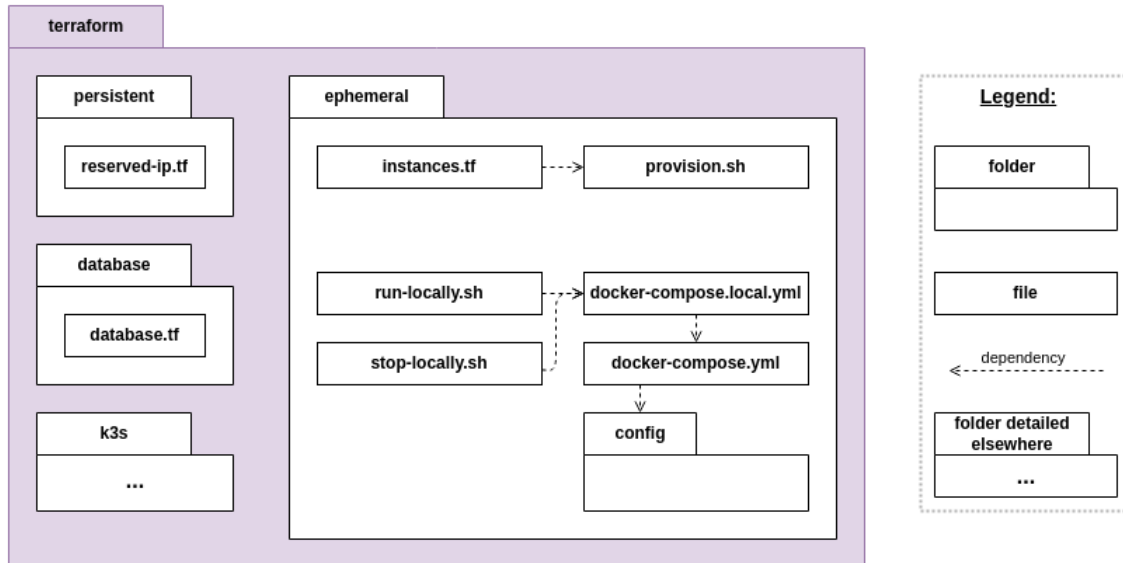 terraform
persistent
reserved-ip.tf
database
database.tf
k3s
...
ephemeral
instances.tf
provision.sh
run-locally.sh
docker-compose.local.yml
stop-locally.sh
docker-compose.yml
config
Legend:
folder
file
dependency
folder detailed
elsewhere
...